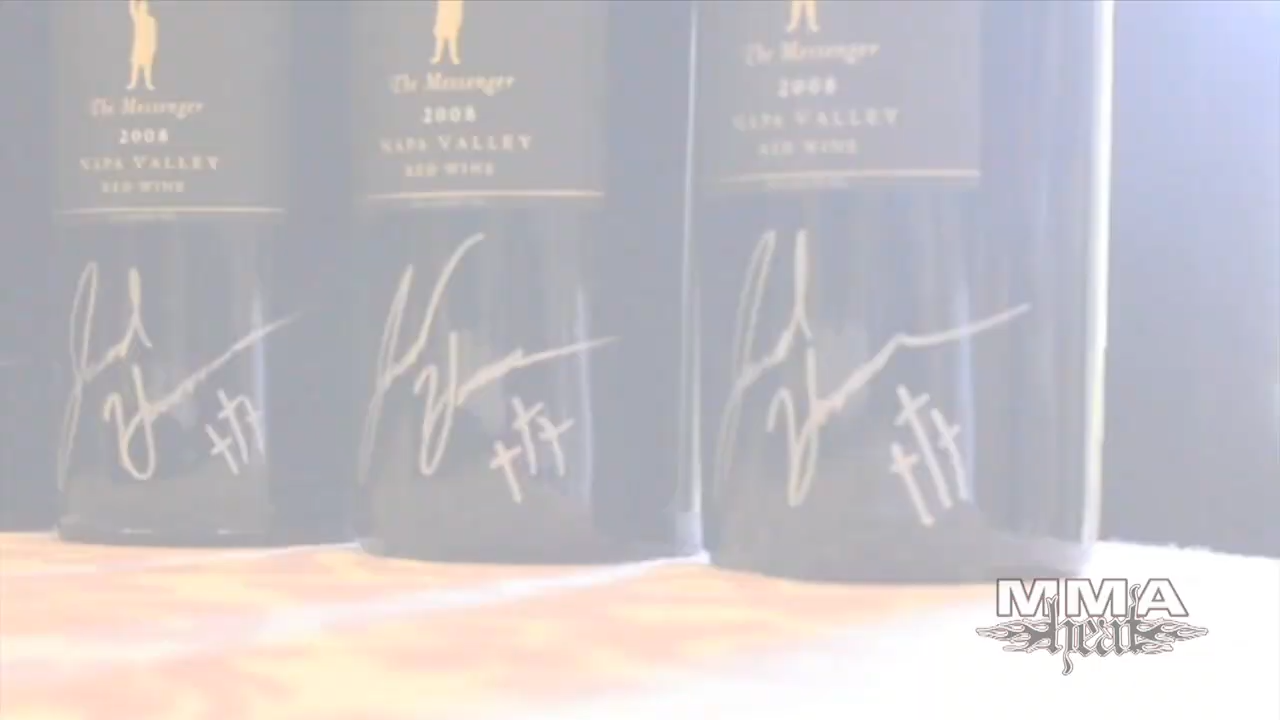 The Messenger
2008
NAPA VALLEY
RED WINE
The Messenger
2008
NAPA VALLEY
RED WINE
The Messenger
2008
NAPA VALLEY
RED WINE
MMA
heat